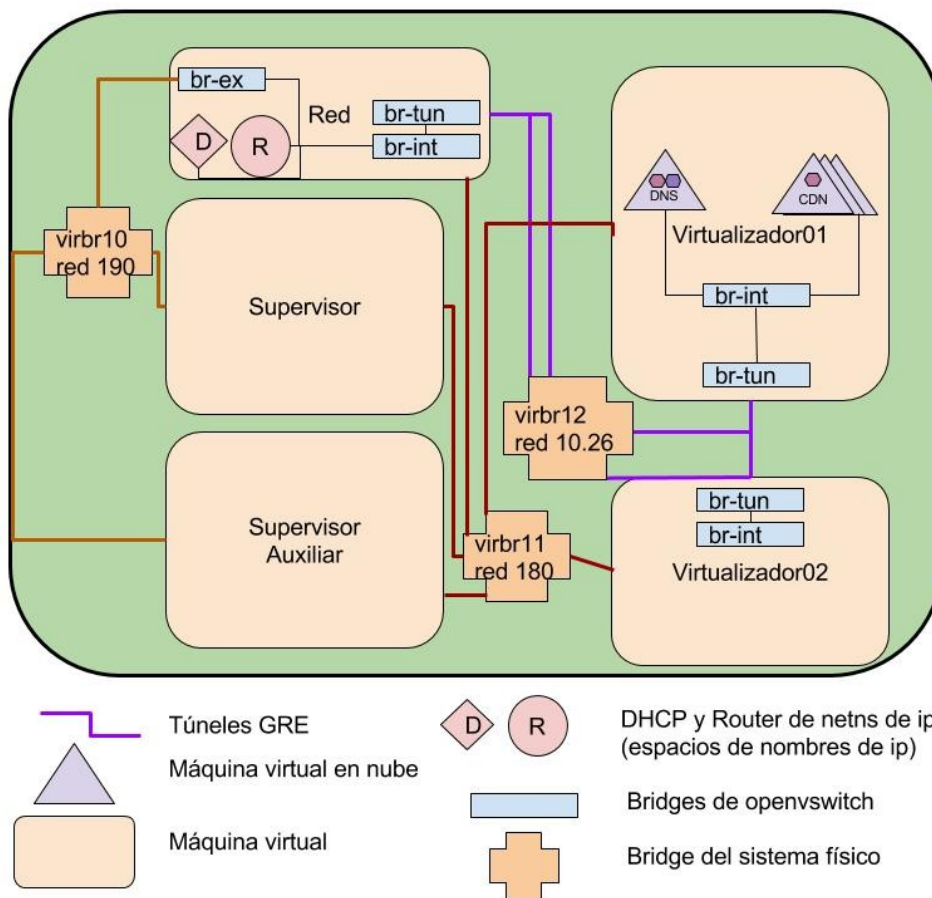 br-ex
Red
br-tun
br-int
D
R
DNS
CDN
Virtualizador01
br-int
br-tun
virbr10
red 190
Supervisor
virbr12
red 10.26
Supervisor
Auxiliar
virbr11
red 180
br-tun
br-int
Virtualizador02
Túneles GRE
Máquina virtual en nube
Máquina virtual
D
R
DHCP y Router de netns de ip
(espacios de nombres de ip)
Bridges de openvswitch
Bridge del sistema físico